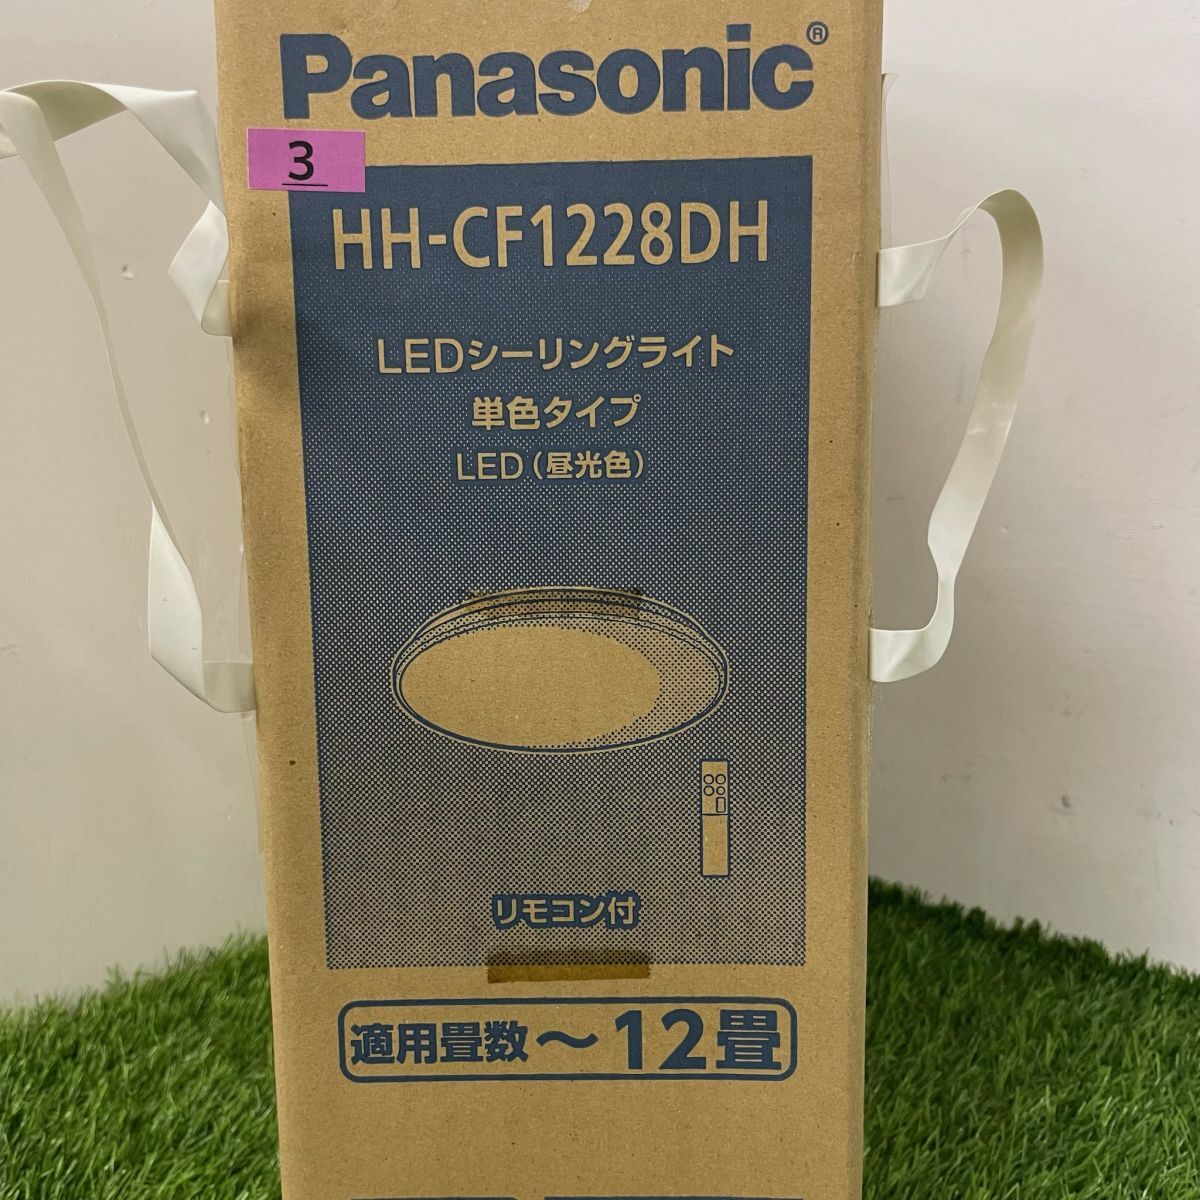 Panasonic®
3
HH-CF1228DH
LEDシーリングライト
単色タイプ
LED(昼光色)
リモコン付
適用畳数〜12畳